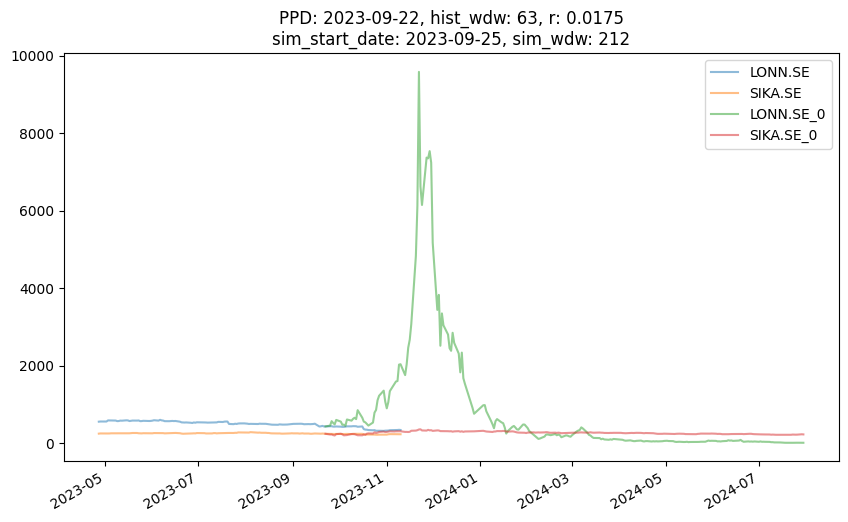 PPD: 2023-09-22, hist_wdw: 63, r: 0.0175
sim_start_date: 2023-09-25, sim_wdw: 212
10000
8000
6000
4000
2000
0
LONN.SE
SIKA.SE
LONN.SE_0
SIKA.SE_0
2023-05
2023-07
2023-09
2023-11
2024-01
2024-03
2024-05
2024-07